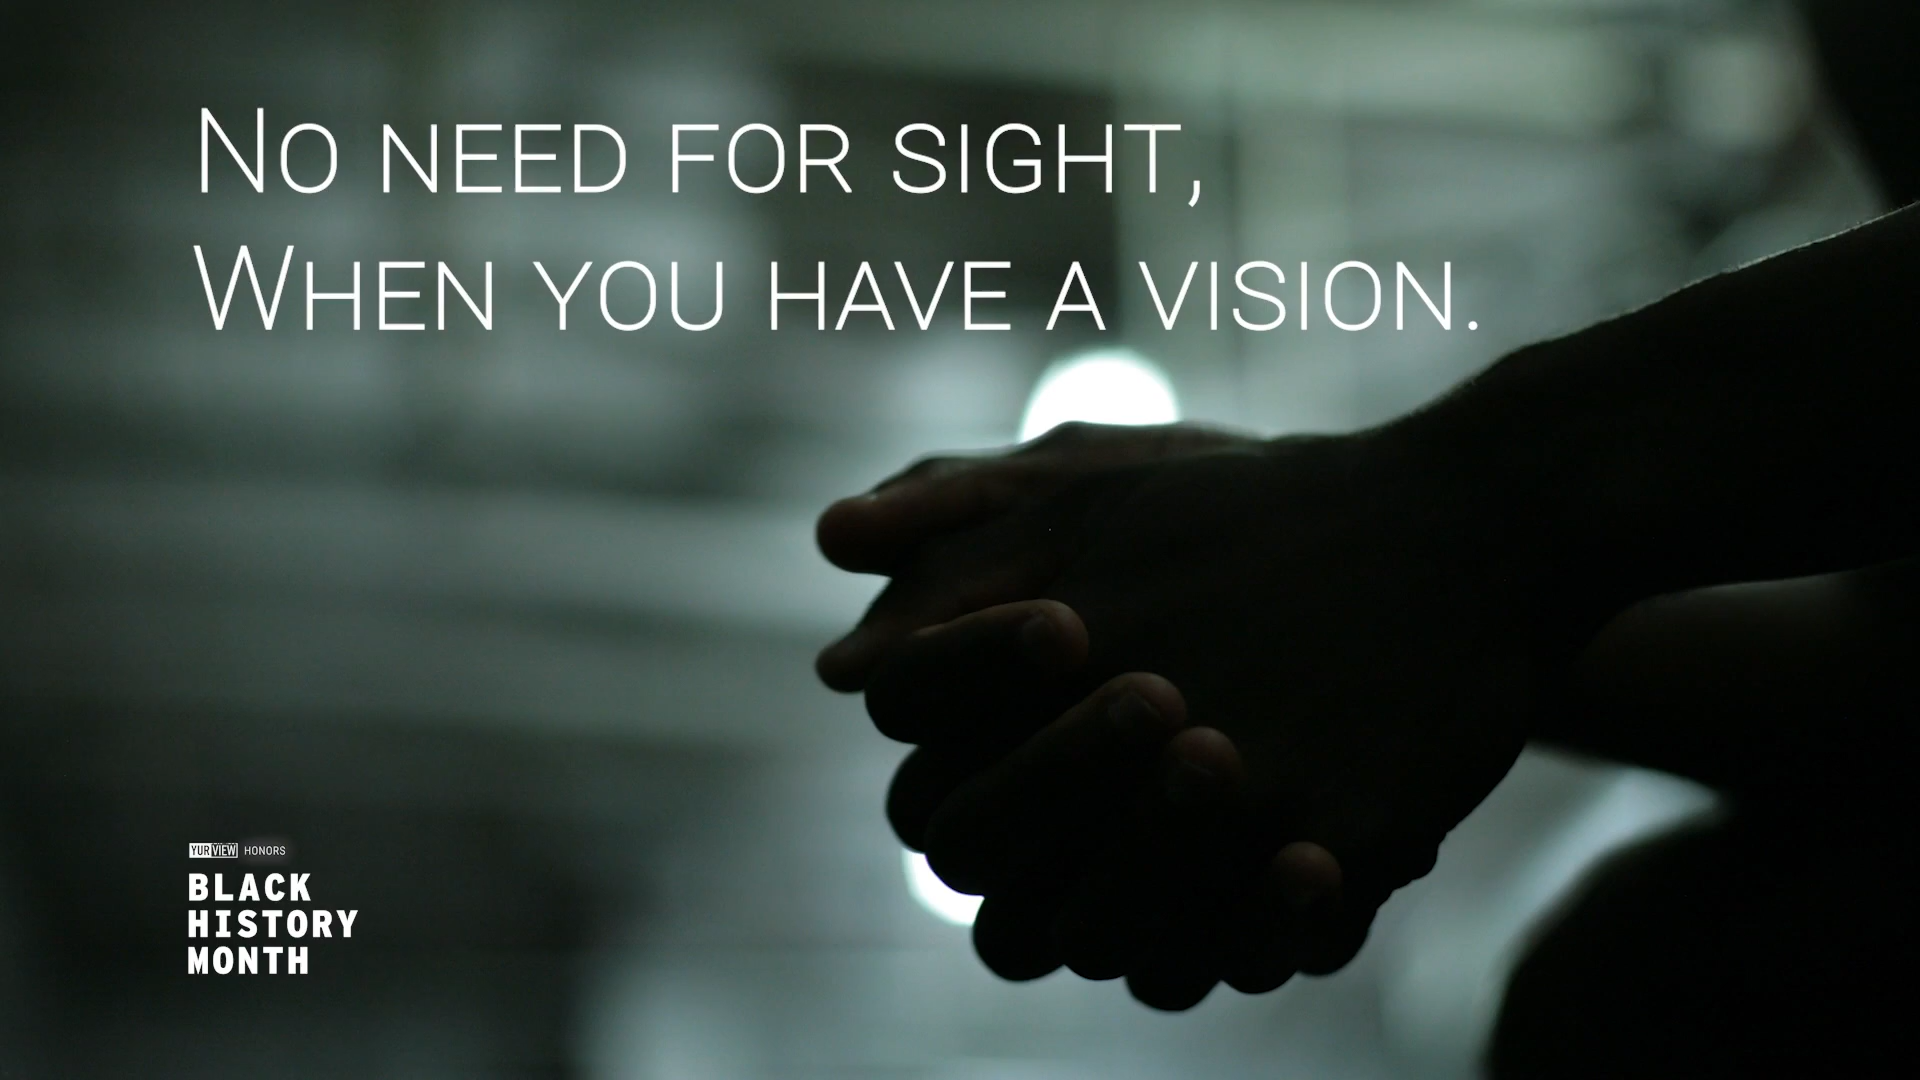 No need for sight,
When you have a vision.
YURVIEW HONORS
BLACK
HISTORY
MONTH